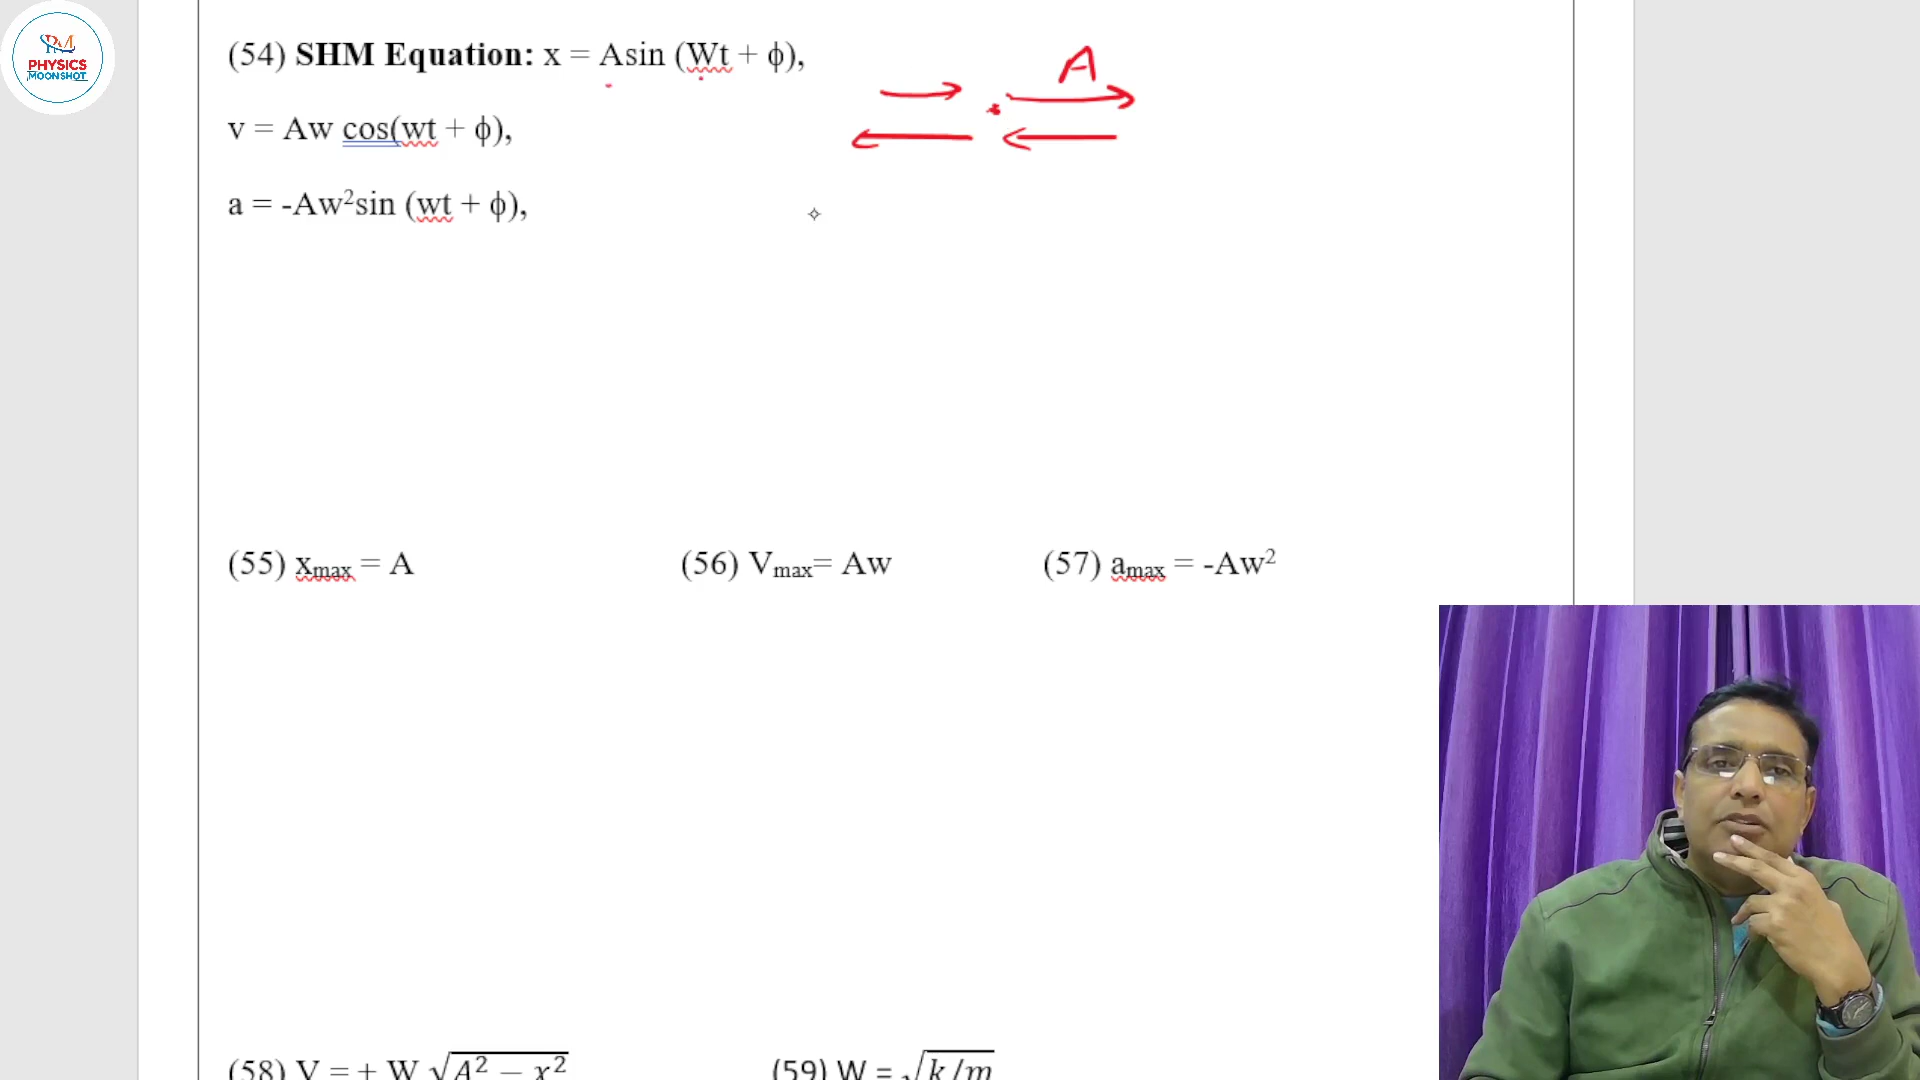 PM
PHYSICS
MOONSHOT
(54) SHM Equation: x = Asin (Wt + ϕ),
A
v = Aw cos(wt + ϕ),
a = -Aw²sin (wt + ϕ),
(55) xmax = A (56) Vmax= Aw (57) amax = -Aw²
(58) V = + W √A² − x² (59) W = √k/m